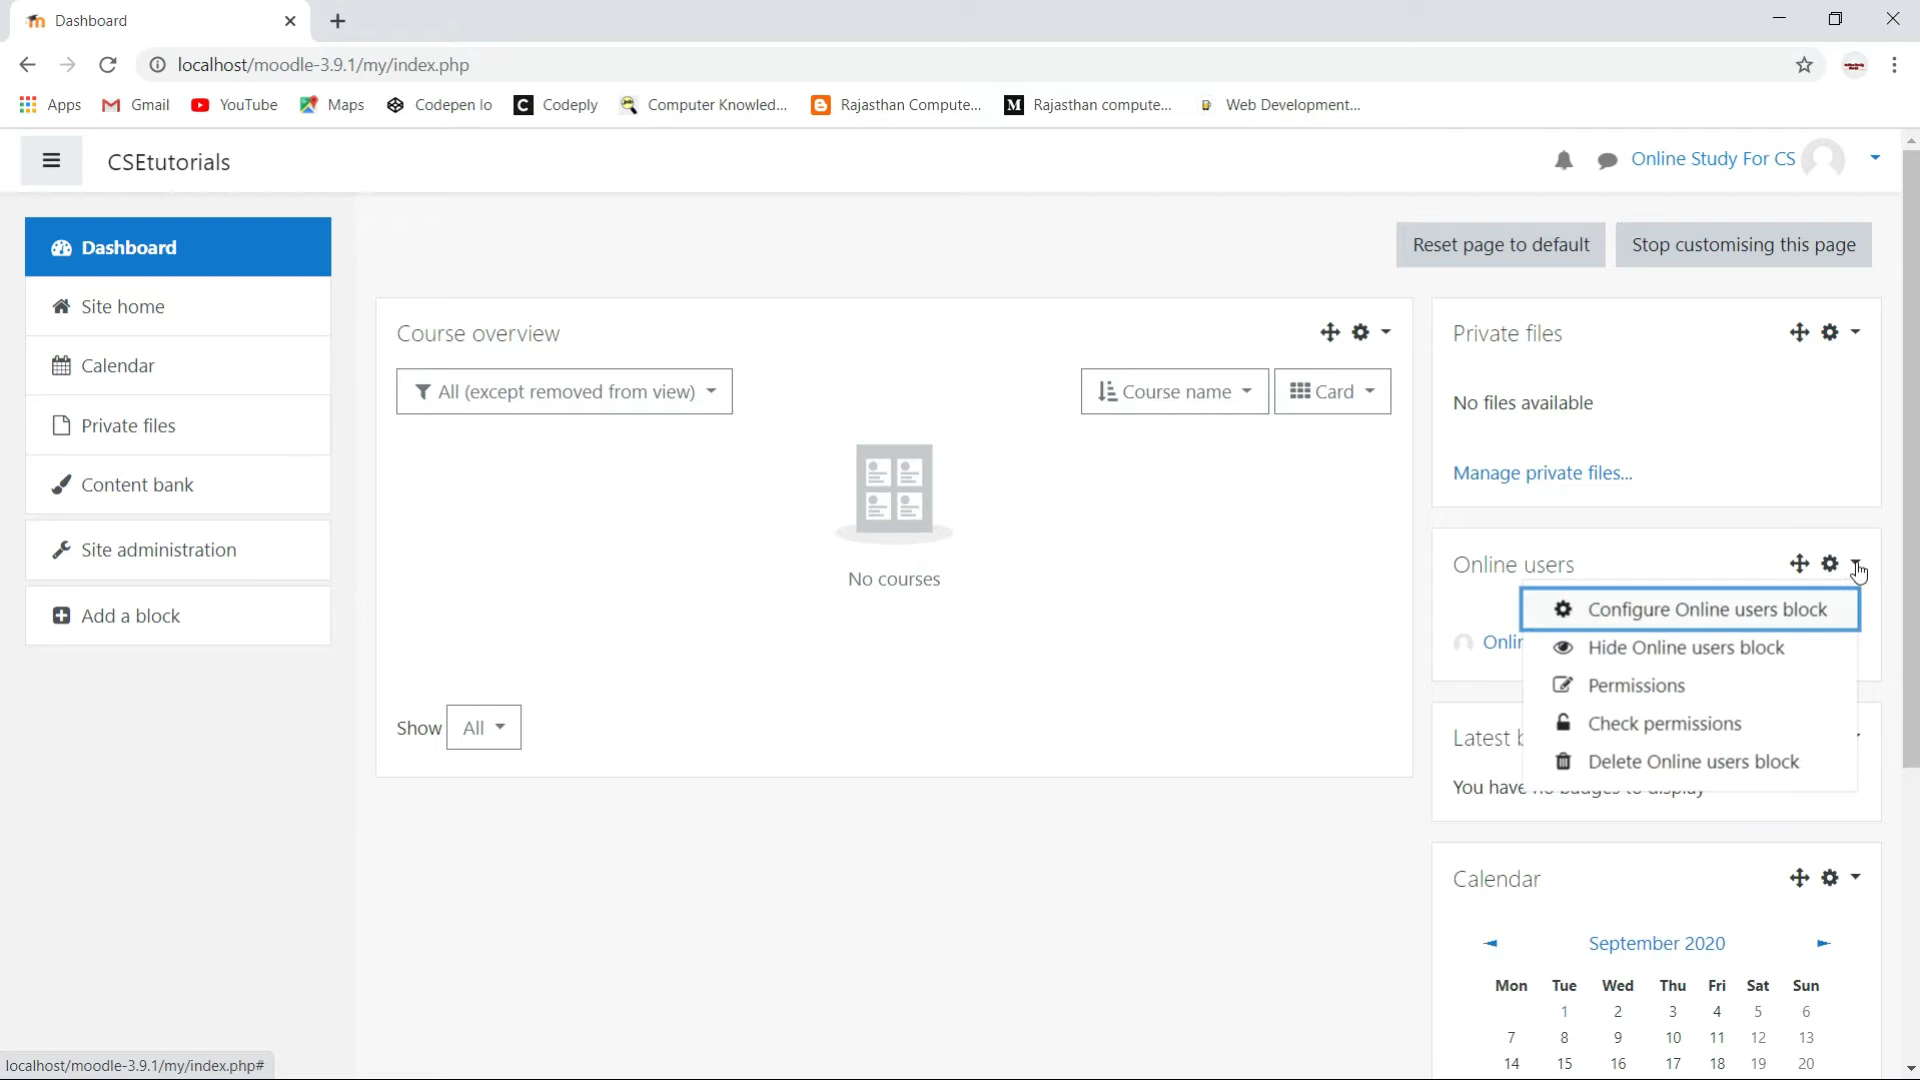 Dashboard
localhost/moodle-3.9.1/my/index.php
Apps Gmail YouTube Maps Codepen Io Codeply Computer Knowled... Rajasthan Compute... Rajasthan compute... Web Development...
CSEtutorials
Online Study For CS
Dashboard
Site home
Calendar
Private files
Content bank
Site administration
Add a block
Reset page to default
Stop customising this page
Course overview
All (except removed from view)
Course name
Card
No courses
Show All
Private files
No files available
Manage private files...
Online users
Configure Online users block
Hide Online users block
Permissions
Check permissions
Delete Online users block
Latest
You have no badges to display
Calendar
September 2020
Mon Tue Wed Thu Fri Sat Sun
1 2 3 4 5 6
7 8 9 10 11 12 13
14 15 16 17 18 19 20
localhost/moodle-3.9.1/my/index.php#